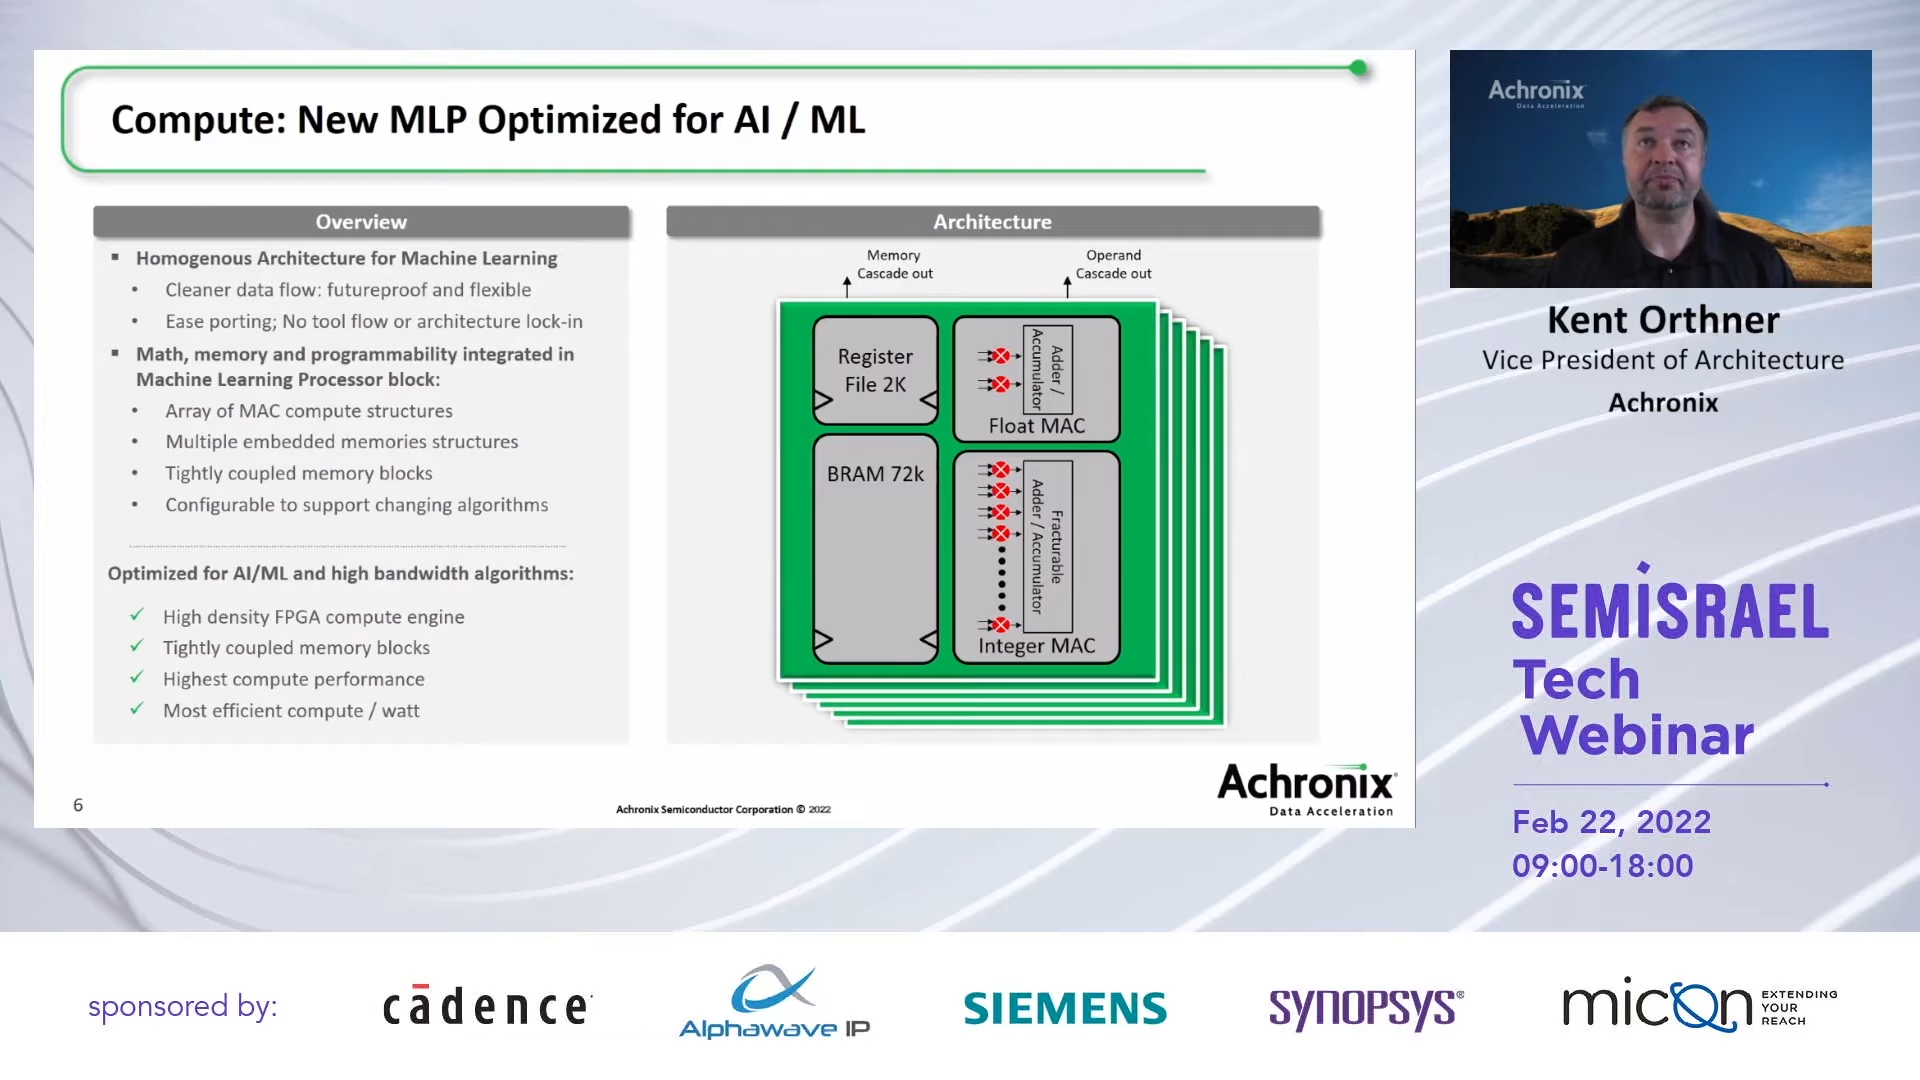 Compute: New MLP Optimized for AI / ML
Overview
▪ Homogenous Architecture for Machine Learning
• Cleaner data flow: futureproof and flexible
• Ease porting; No tool flow or architecture lock-in
▪ Math, memory and programmability integrated in
Machine Learning Processor block:
• Array of MAC compute structures
• Multiple embedded memories structures
• Tightly coupled memory blocks
• Configurable to support changing algorithms
Optimized for AI/ML and high bandwidth algorithms:
✓ High density FPGA compute engine
✓ Tightly coupled memory blocks
✓ Highest compute performance
✓ Most efficient compute / watt
Architecture
Memory
Cascade out
Operand
Cascade out
Register
File 2K
Adder /
Accumulator
Float MAC
BRAM 72k
Fracturable
Adder / Accumulator
Integer MAC
6
Achronix Semiconductor Corporation © 2022
Achronix
Data Acceleration
Achronix
Data Acceleration
Kent Orthner
Vice President of Architecture
Achronix
SEMISRAEL
Tech
Webinar
Feb 22, 2022
09:00-18:00
sponsored by:
cādence
Alphawave IP
SIEMENS
SYNOPSYS®
micon
EXTENDING
YOUR
REACH